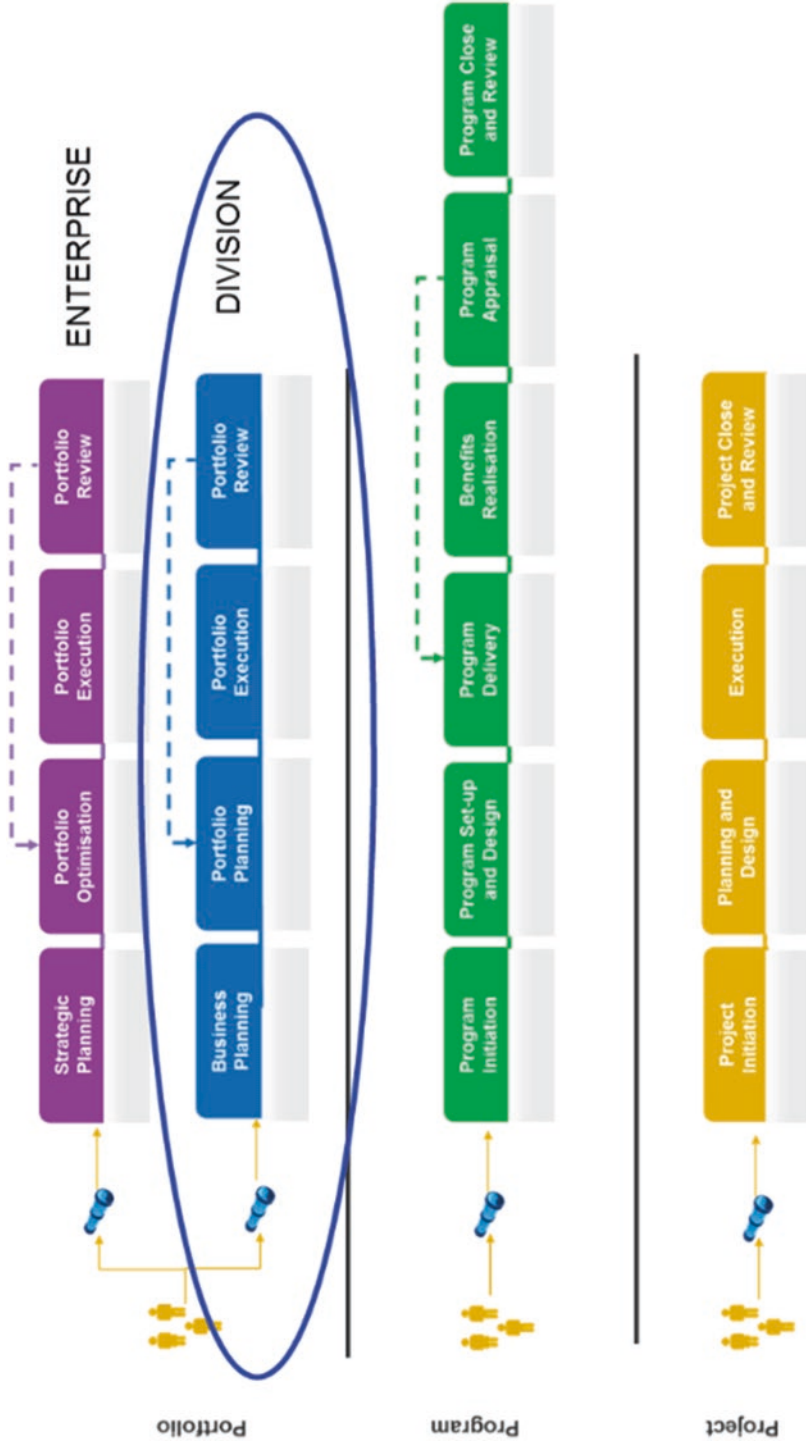 ENTERPRISE
Strategic
Planning
Portfolio
Optimisation
Portfolio
Execution
Portfolio
Review
DIVISION
Business
Planning
Portfolio
Planning
Portfolio
Execution
Portfolio
Review
Portfolio
Program
Initiation
Program Set-up
and Design
Program
Delivery
Benefits
Realisation
Program
Appraisal
Program Close
and Review
Program
Project
Initiation
Planning and
Design
Execution
Project Close
and Review
Project